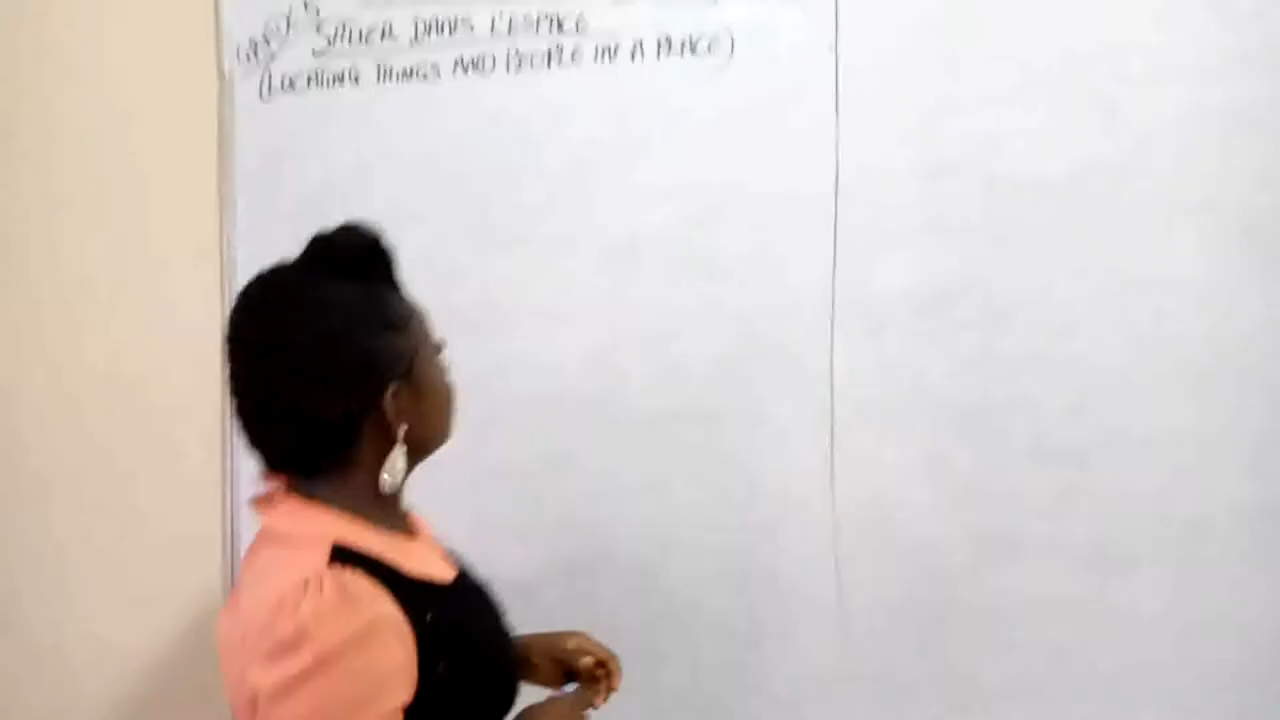 SITUER DANS L'ESPACE
(LOCATING THINGS AND PEOPLE IN A PLACE)